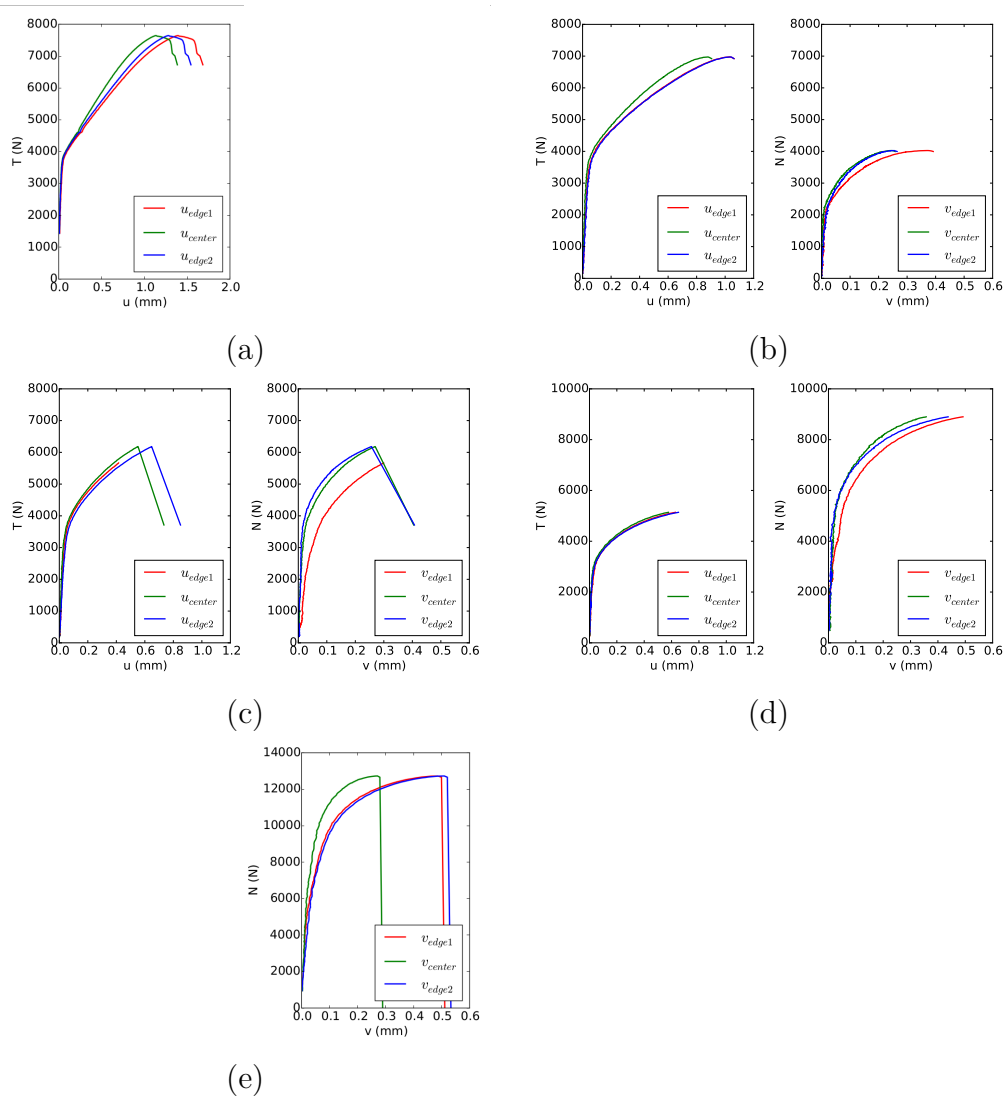 8000
7000
6000
5000
4000
3000
2000
1000
0
T (N)
0.0 0.5 1.0 1.5 2.0
u (mm)
u_edge1
u_center
u_edge2
(a)
8000
7000
6000
5000
4000
3000
2000
1000
0
T (N)
0.0 0.2 0.4 0.6 0.8 1.0 1.2
u (mm)
u_edge1
u_center
u_edge2
8000
7000
6000
5000
4000
3000
2000
1000
0
N (N)
0.0 0.1 0.2 0.3 0.4 0.5 0.6
v (mm)
v_edge1
v_center
v_edge2
(b)
8000
7000
6000
5000
4000
3000
2000
1000
0
T (N)
0.0 0.2 0.4 0.6 0.8 1.0 1.2
u (mm)
u_edge1
u_center
u_edge2
8000
7000
6000
5000
4000
3000
2000
1000
0
N (N)
0.0 0.1 0.2 0.3 0.4 0.5 0.6
v (mm)
v_edge1
v_center
v_edge2
(c)
10000
8000
6000
4000
2000
0
T (N)
0.0 0.2 0.4 0.6 0.8 1.0 1.2
u (mm)
u_edge1
u_center
u_edge2
10000
8000
6000
4000
2000
0
N (N)
0.0 0.1 0.2 0.3 0.4 0.5 0.6
v (mm)
v_edge1
v_center
v_edge2
(d)
14000
12000
10000
8000
6000
4000
2000
0
N (N)
0.0 0.1 0.2 0.3 0.4 0.5 0.6
v (mm)
v_edge1
v_center
v_edge2
(e)